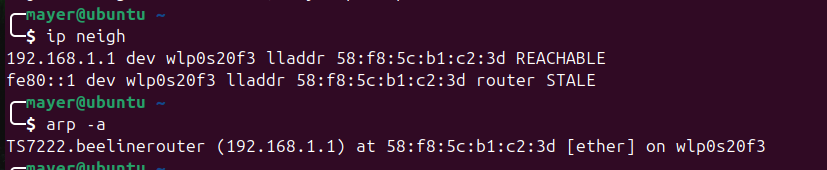 mayer@ubuntu ~
$ ip neigh
192.168.1.1 dev wlp0s20f3 lladdr 58:f8:5c:b1:c2:3d REACHABLE
fe80::1 dev wlp0s20f3 lladdr 58:f8:5c:b1:c2:3d router STALE
mayer@ubuntu ~
$ arp -a
TS7222.beelinerouter (192.168.1.1) at 58:f8:5c:b1:c2:3d [ether] on wlp0s20f3